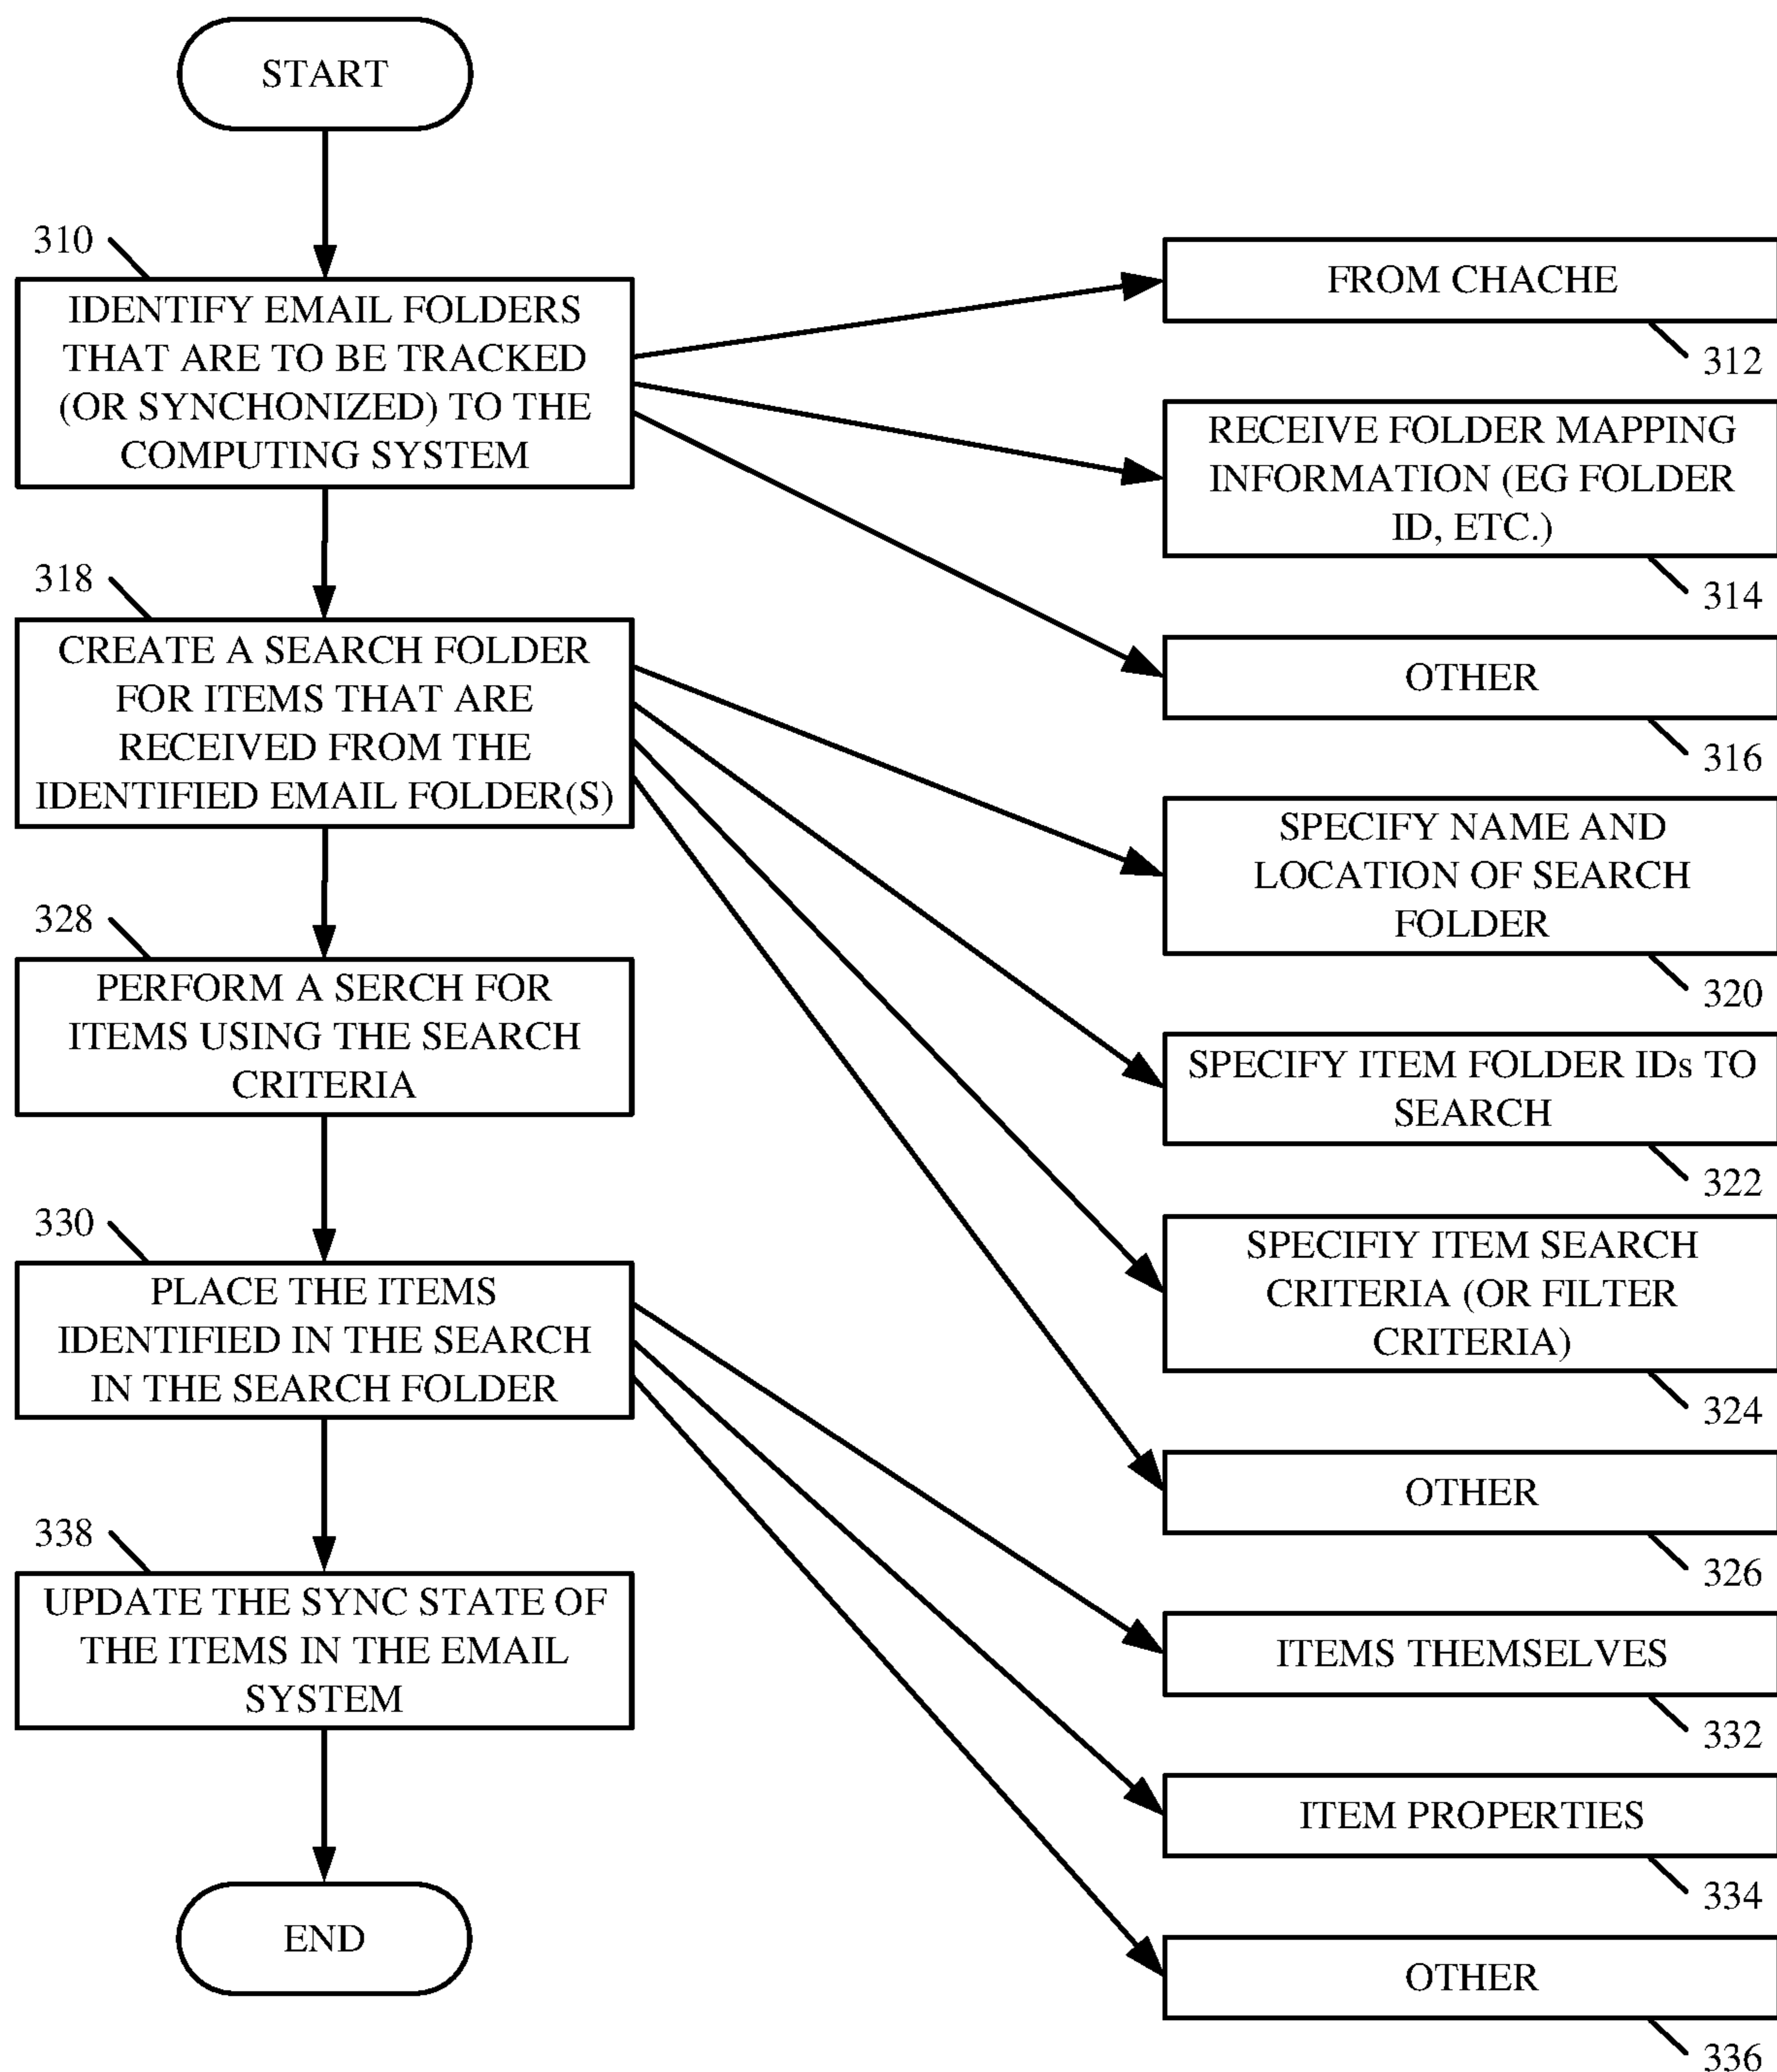 START
310
IDENTIFY EMAIL FOLDERS
THAT ARE TO BE TRACKED
(OR SYNCHONIZED) TO THE
COMPUTING SYSTEM
FROM CHACHE
312
RECEIVE FOLDER MAPPING
INFORMATION (EG FOLDER
ID, ETC.)
314
OTHER
316
318
CREATE A SEARCH FOLDER
FOR ITEMS THAT ARE
RECEIVED FROM THE
IDENTIFIED EMAIL FOLDER(S)
SPECIFY NAME AND
LOCATION OF SEARCH
FOLDER
320
SPECIFY ITEM FOLDER IDs TO
SEARCH
322
SPECIFIY ITEM SEARCH
CRITERIA (OR FILTER
CRITERIA)
324
OTHER
326
328
PERFORM A SERCH FOR
ITEMS USING THE SEARCH
CRITERIA
330
PLACE THE ITEMS
IDENTIFIED IN THE SEARCH
IN THE SEARCH FOLDER
ITEMS THEMSELVES
332
ITEM PROPERTIES
334
OTHER
336
338
UPDATE THE SYNC STATE OF
THE ITEMS IN THE EMAIL
SYSTEM
END